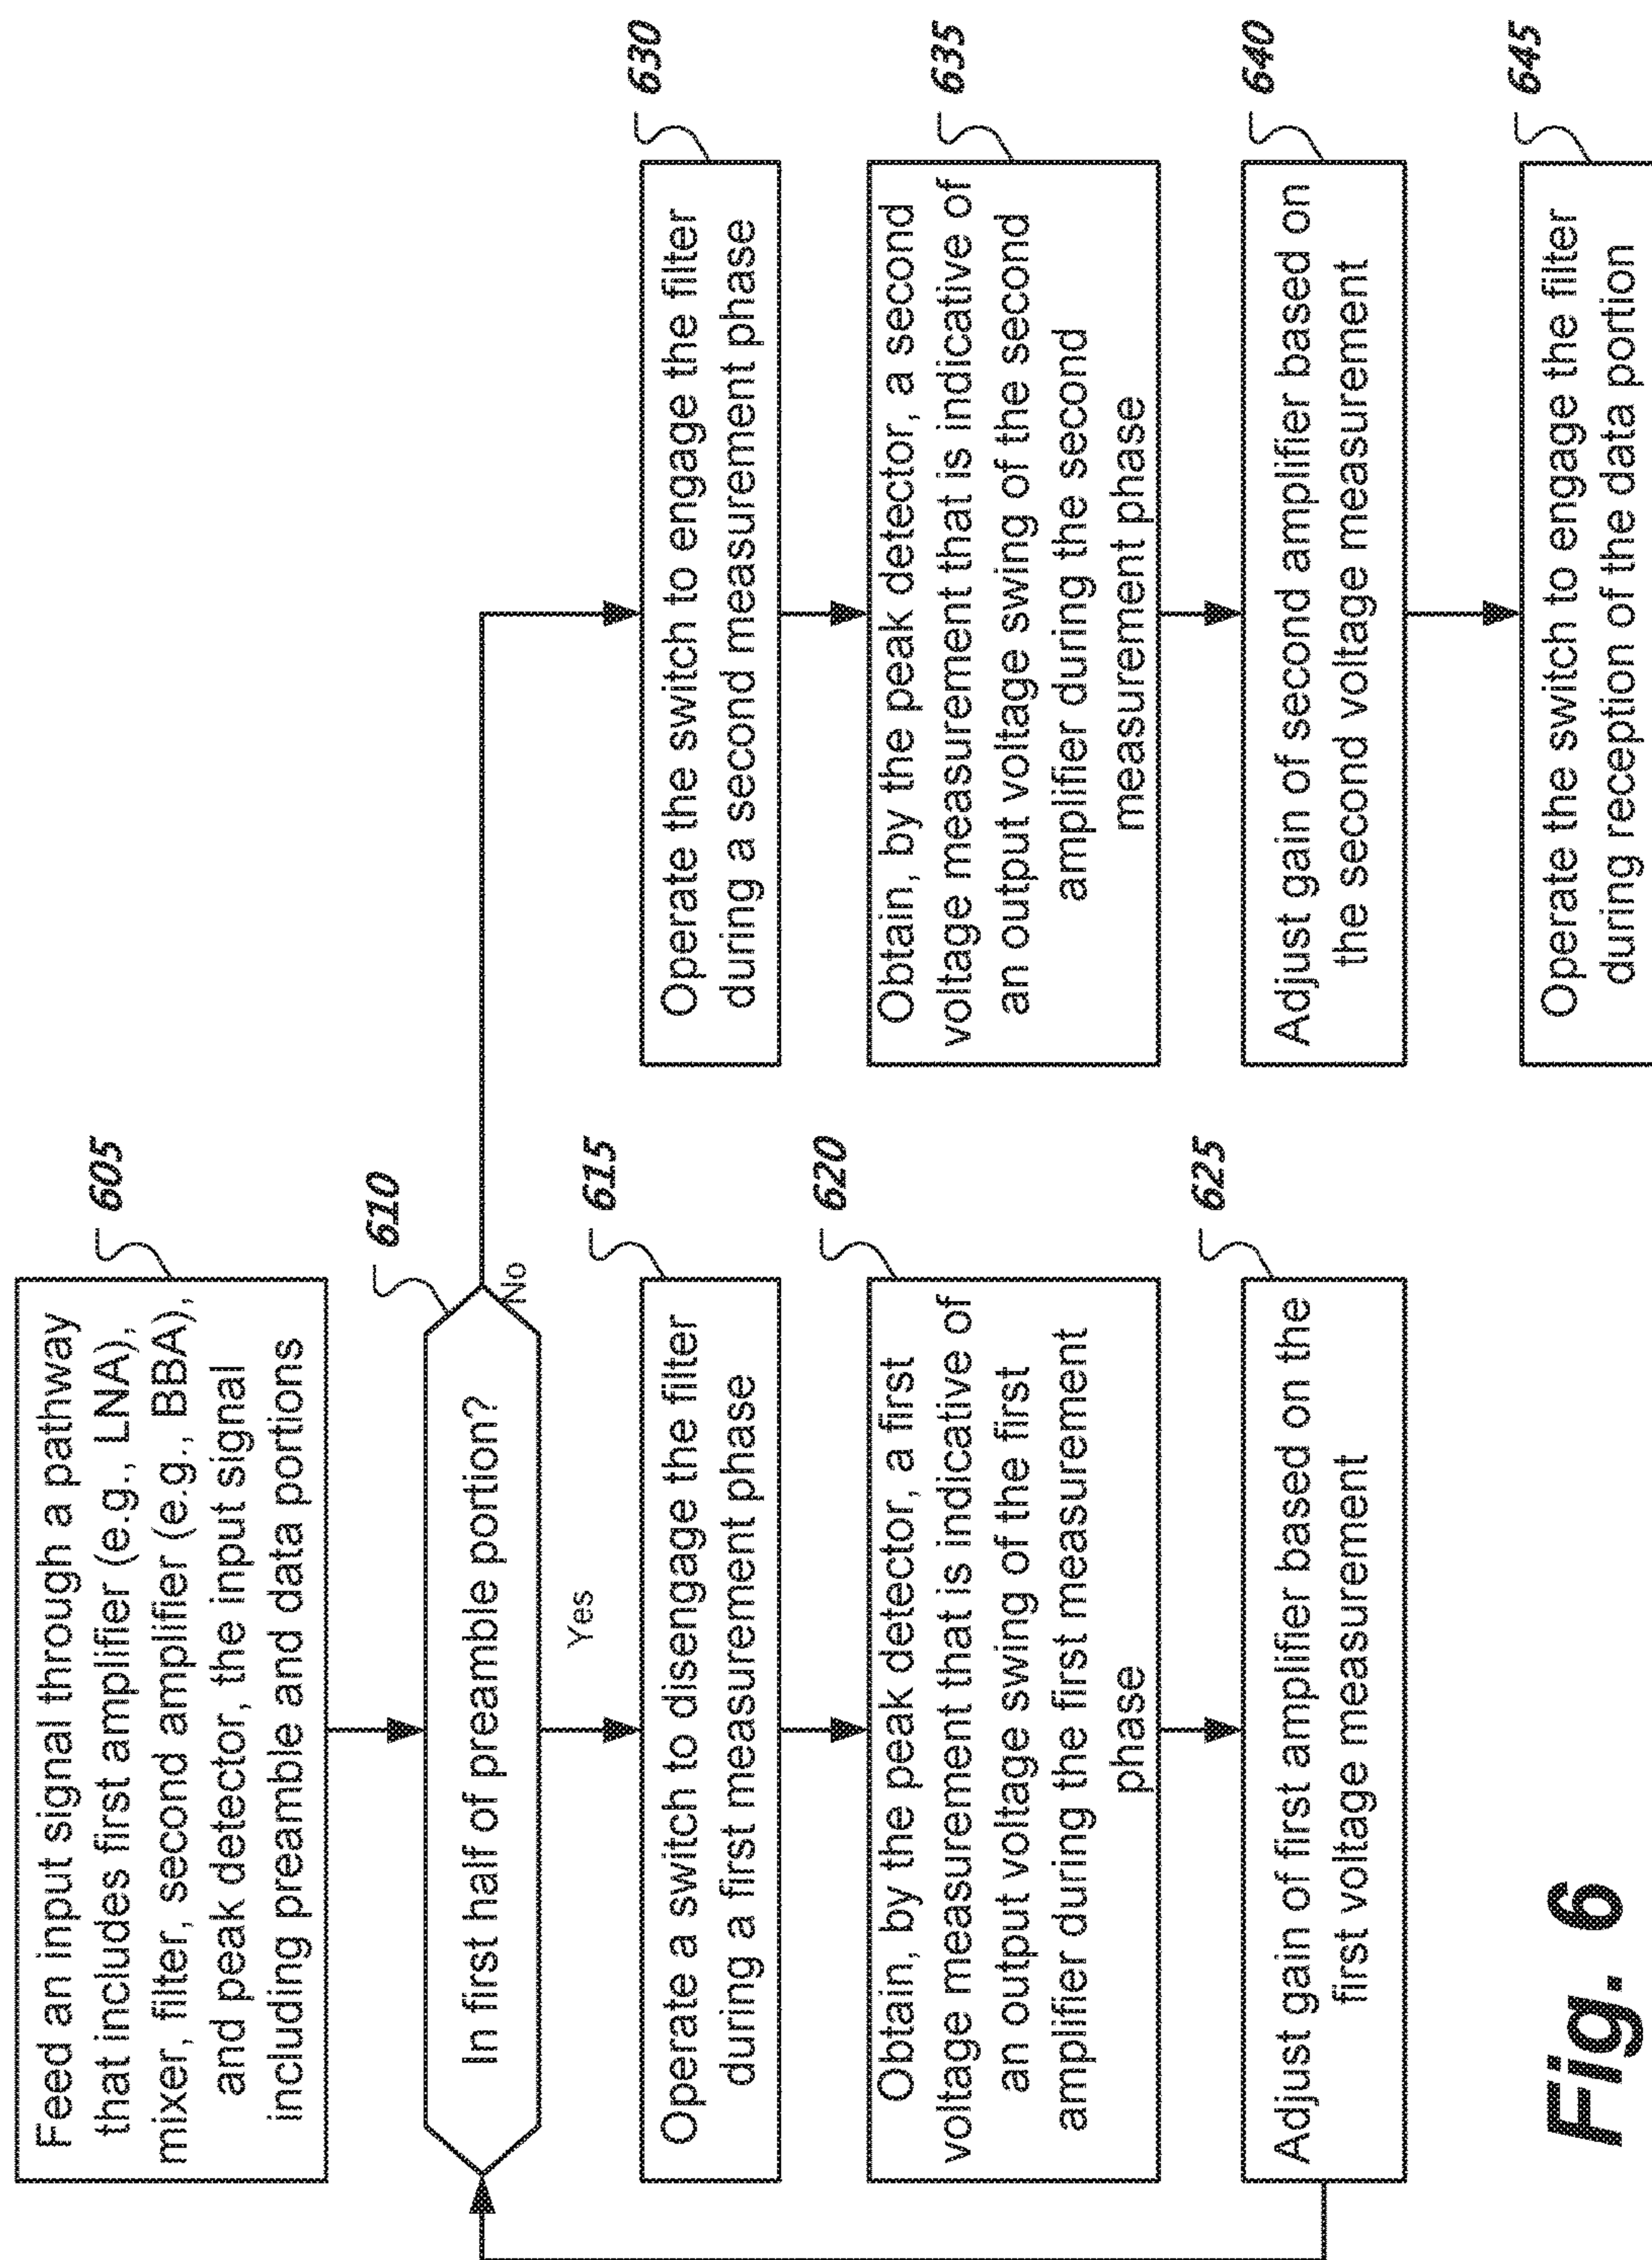 Feed an input signal through a pathway
that includes first amplifier (e.g., LNA),
mixer, filter, second amplifier (e.g., BBA),
and peak detector, the input signal
including preamble and data portions
605
In first half of preamble portion?
610
No
Yes
Operate a switch to disengage the filter
during a first measurement phase
615
Obtain, by the peak detector, a first
voltage measurement that is indicative of
an output voltage swing of the first
amplifier during the first measurement
phase
620
Adjust gain of first amplifier based on the
first voltage measurement
625
Operate the switch to engage the filter
during a second measurement phase
630
Obtain, by the peak detector, a second
voltage measurement that is indicative of
an output voltage swing of the second
amplifier during the second
measurement phase
635
Adjust gain of second amplifier based on
the second voltage measurement
640
Operate the switch to engage the filter
during reception of the data portion
645
Fig. 6